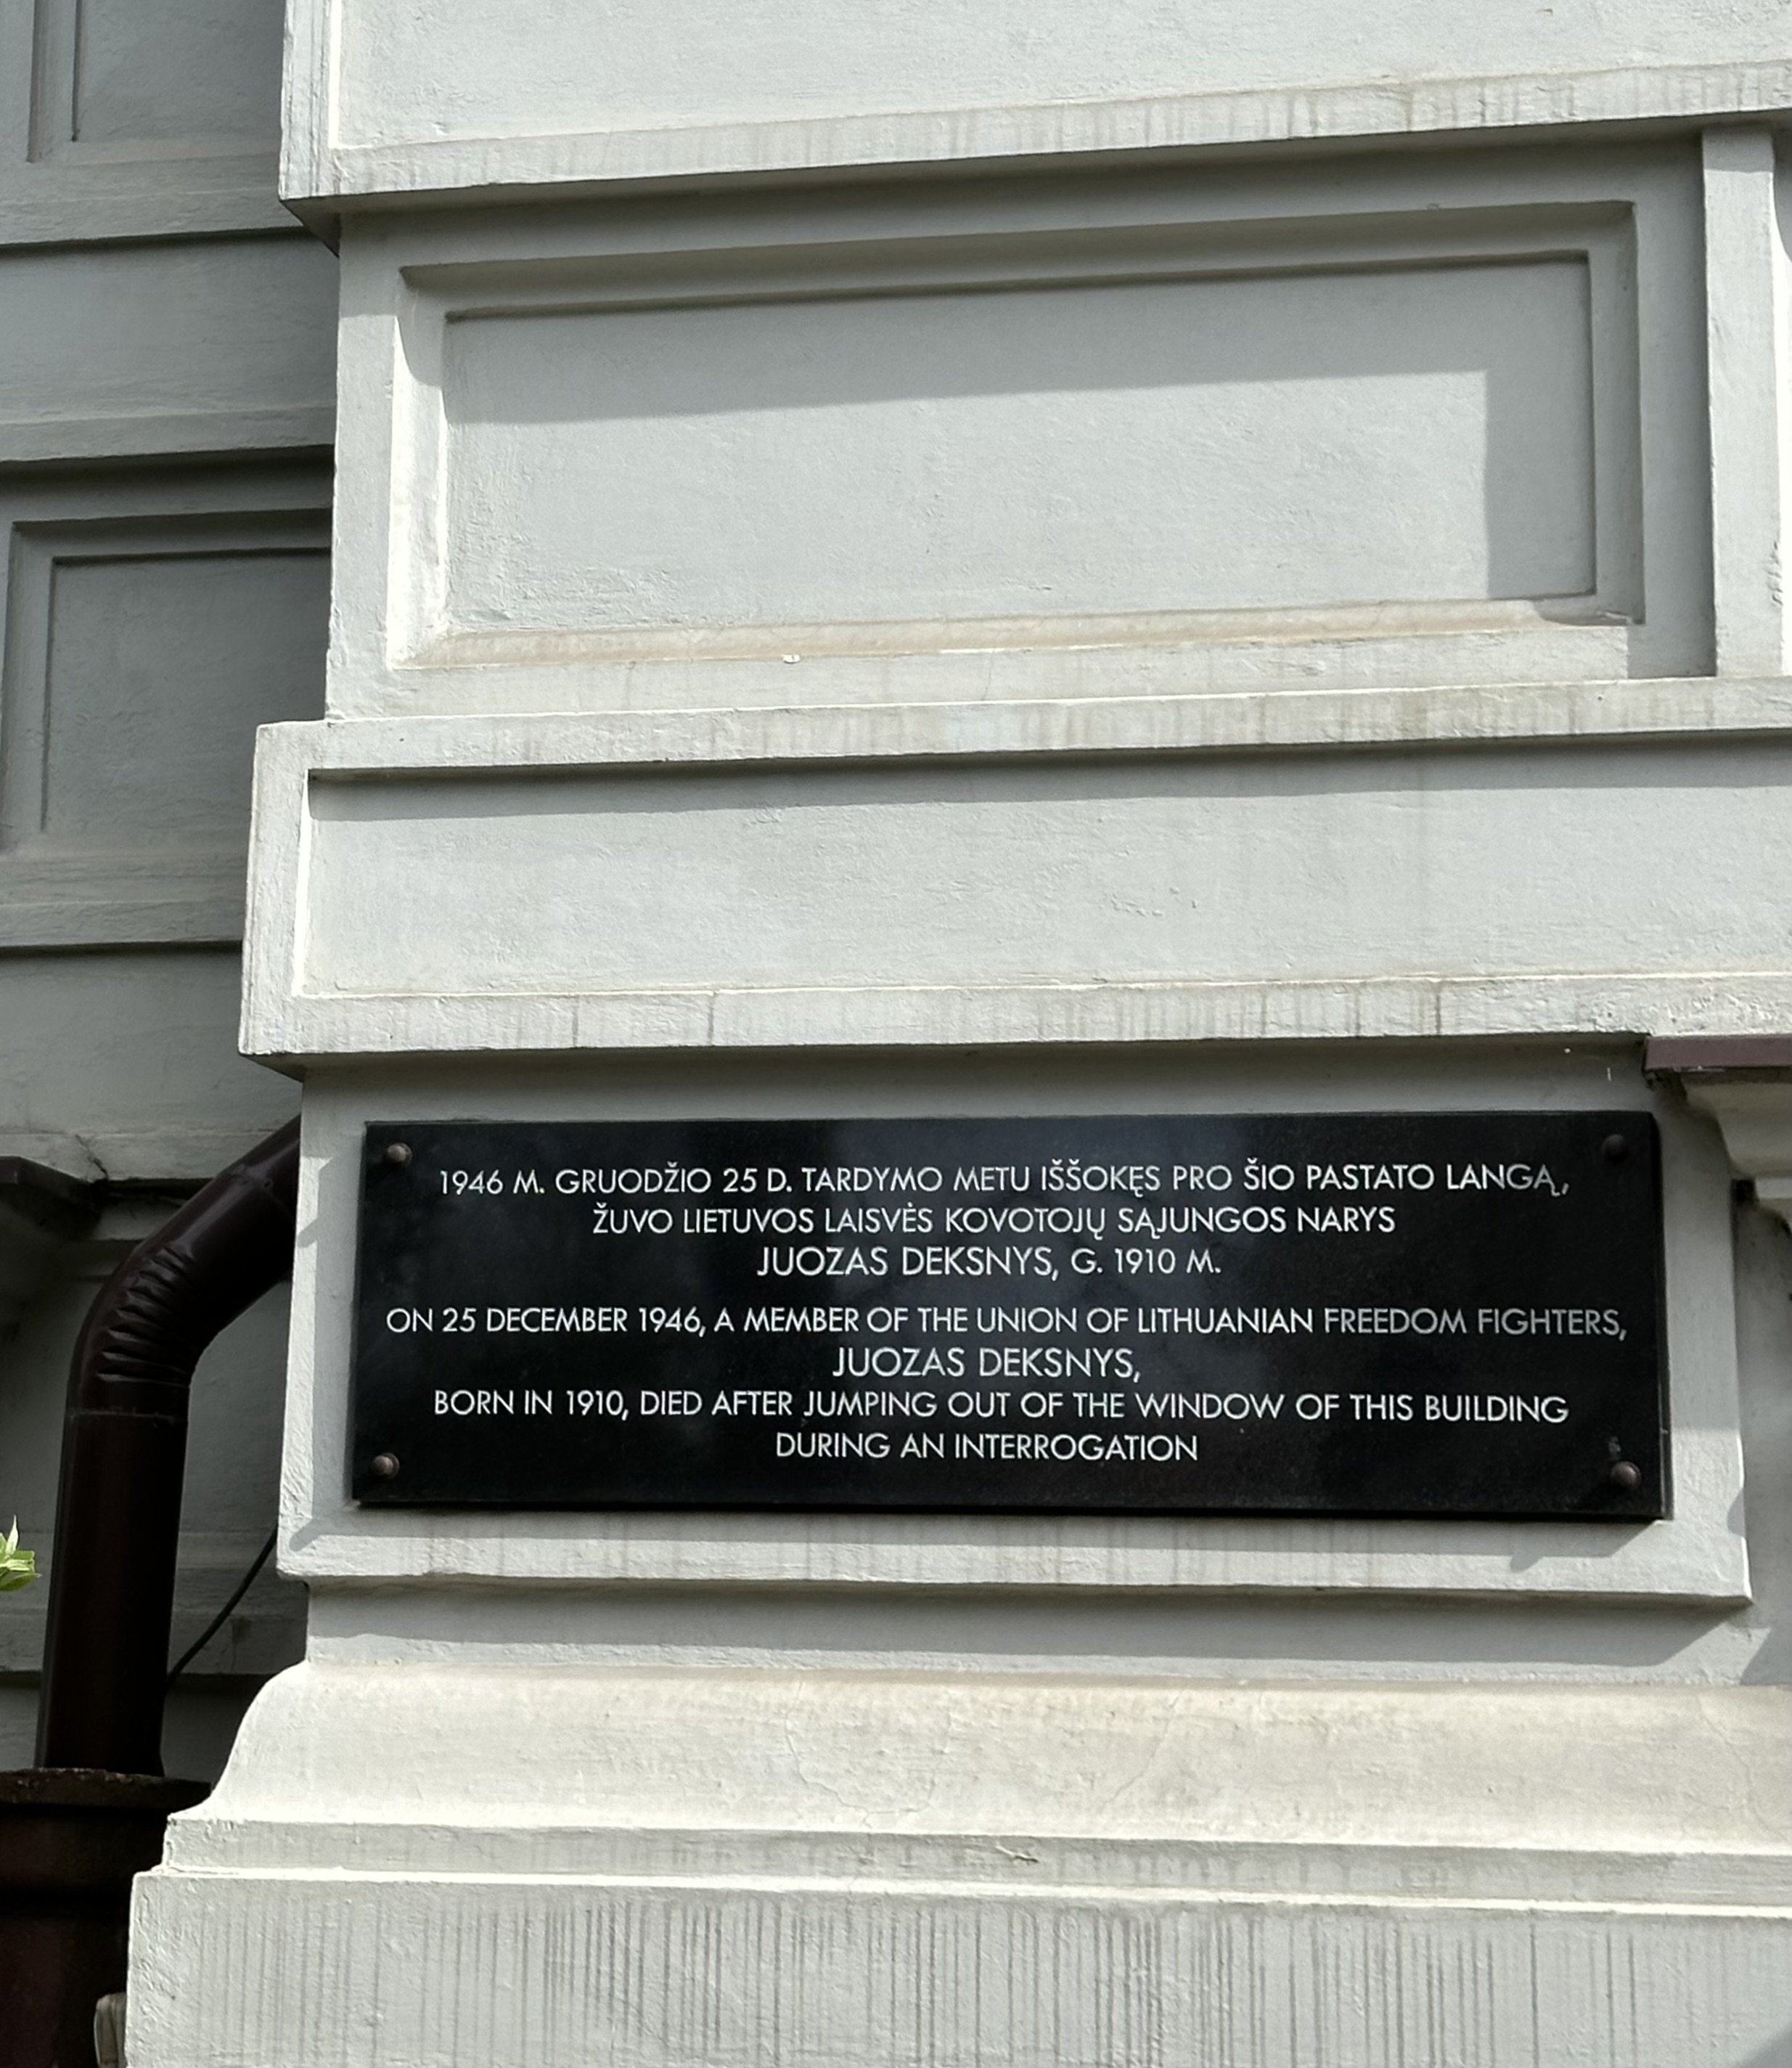 1946 M. GRUODŽIO 25 D. TARDYMO METU IŠŠOKĘS PRO ŠIO PASTATO LANGĄ,
ŽUVO LIETUVOS LAISVĖS KOVOTOJŲ SĄJUNGOS NARYS
JUOZAS DEKSNYS, G. 1910 M.
ON 25 DECEMBER 1946, A MEMBER OF THE UNION OF LITHUANIAN FREEDOM FIGHTERS,
JUOZAS DEKSNYS,
BORN IN 1910, DIED AFTER JUMPING OUT OF THE WINDOW OF THIS BUILDING
DURING AN INTERROGATION